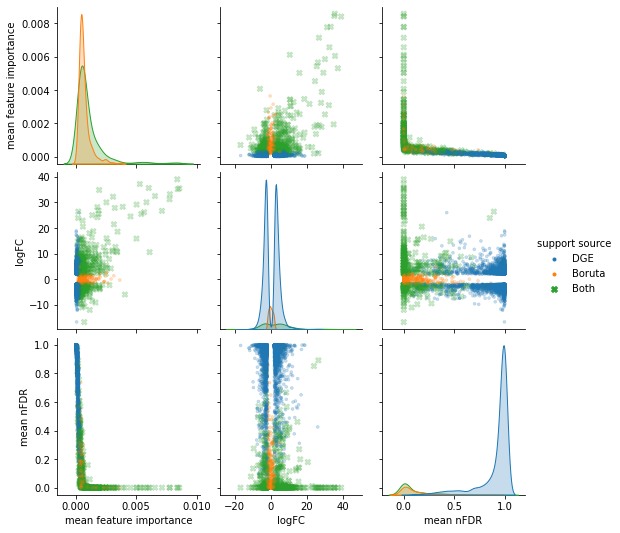 mean feature importance
0.008
0.006
0.004
0.002
0.000
logFC
40
30
20
10
0
−10
support source
DGE
Boruta
Both
mean nFDR
1.0
0.8
0.6
0.4
0.2
0.0
0.000 0.005 0.010
−20 0 20 40
0.0 0.5 1.0
mean feature importance
logFC
mean nFDR